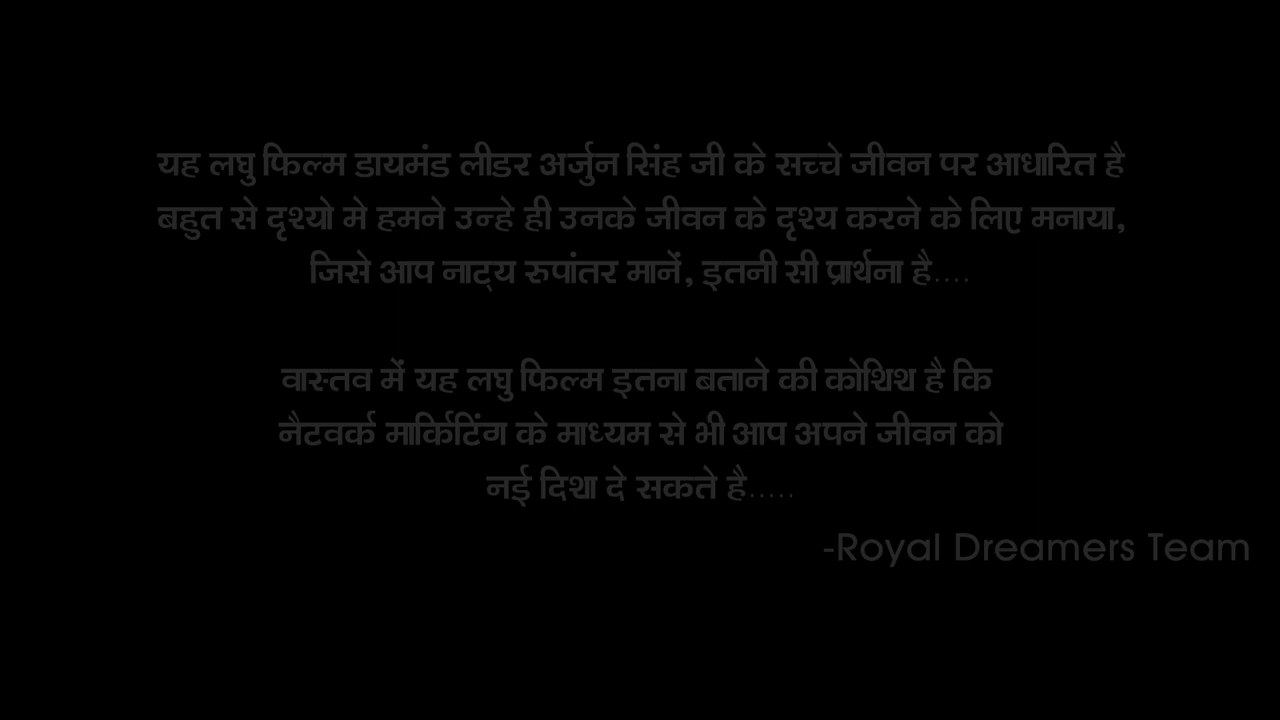 यह लघु फिल्म डायमंड लीडर अर्जुन सिंह जी के सच्चे जीवन पर आधारित है
बहुत से दृश्यो मे हमने उन्हे ही उनके जीवन के दृश्य करने के लिए मनाया,
जिसे आप नाट्य रुपांतर मानें, इतनी सी प्रार्थना है....
वास्तव में यह लघु फिल्म इतना बताने की कोशिश है कि
नैटवर्क मार्किटिंग के माध्यम से भी आप अपने जीवन को
नई दिशा दे सकते है.....
-Royal Dreamers Team